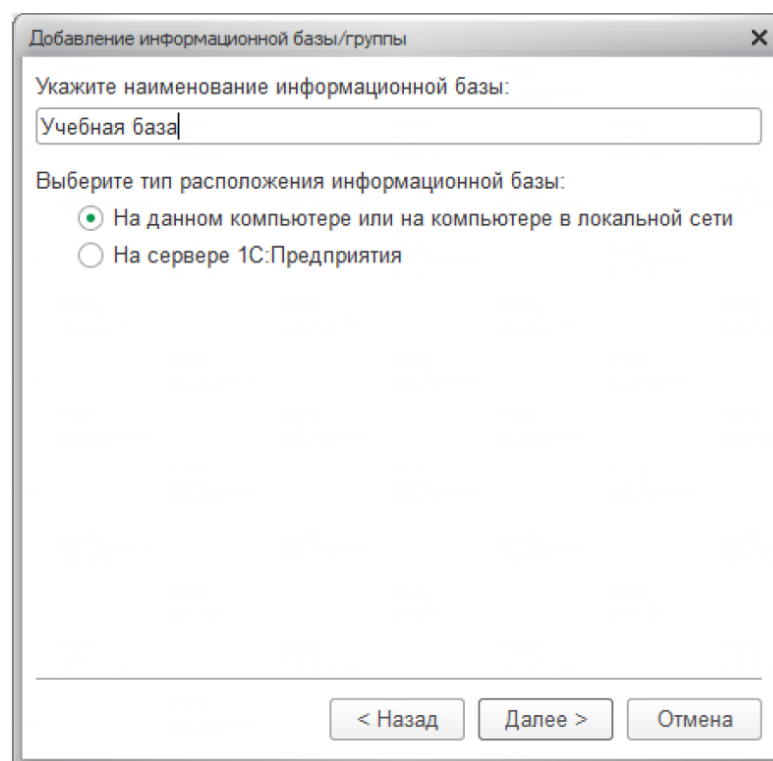 Добавление информационной базы/группы
Укажите наименование информационной базы:
Учебная база
Выберите тип расположения информационной базы:
На данном компьютере или на компьютере в локальной сети
На сервере 1С:Предприятия
< Назад Далее > Отмена